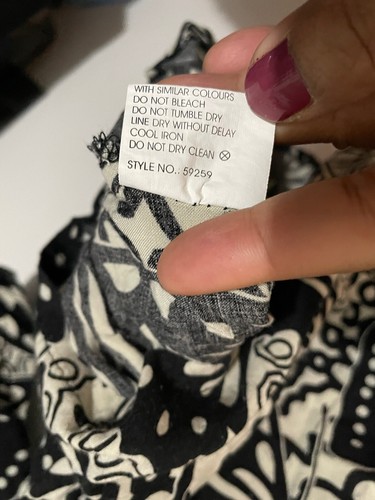 WITH SIMILAR COLOURS
DO NOT BLEACH
DO NOT TUMBLE DRY
LINE DRY WITHOUT DELAY
COOL IRON
DO NOT DRY CLEAN
STYLE NO.: 59259